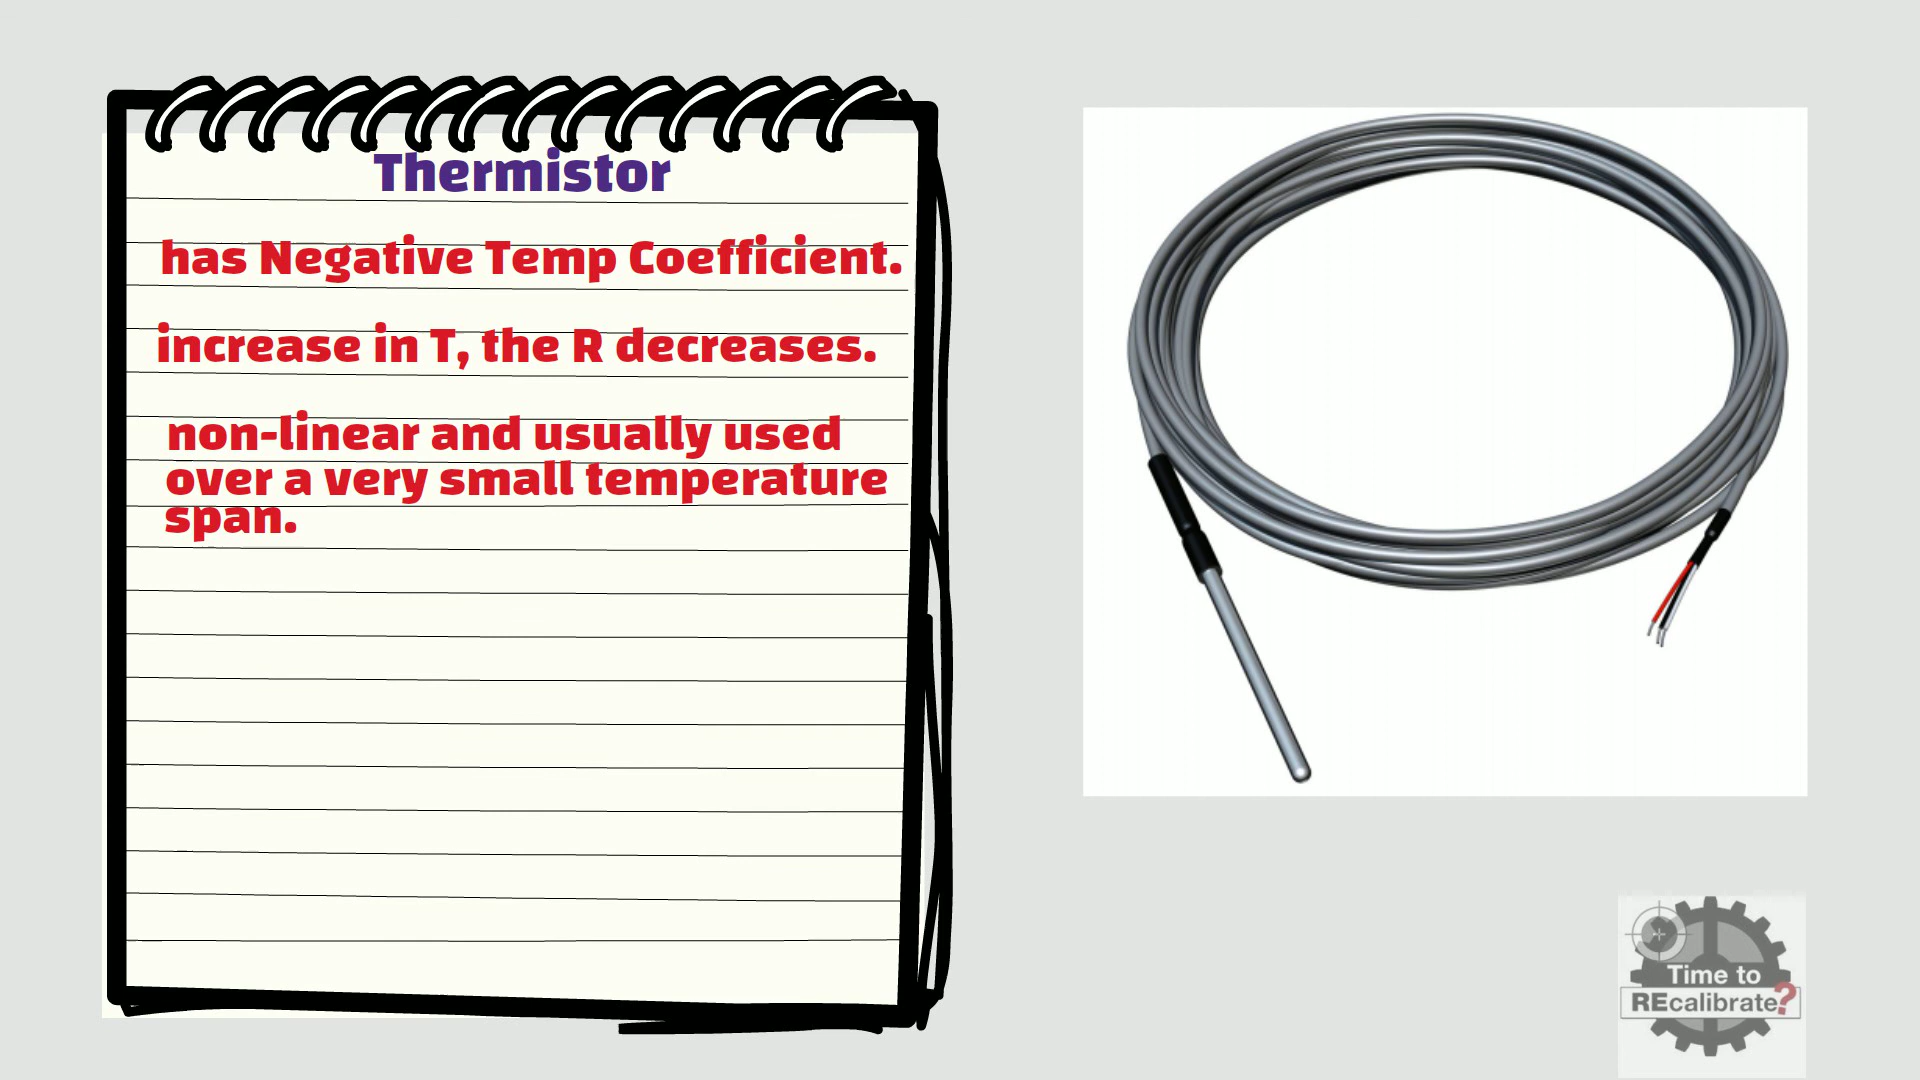 Thermistor
has Negative Temp Coefficient.
increase in T, the R decreases.
non-linear and usually used
over a very small temperature
span.
Time to
REcalibrate?